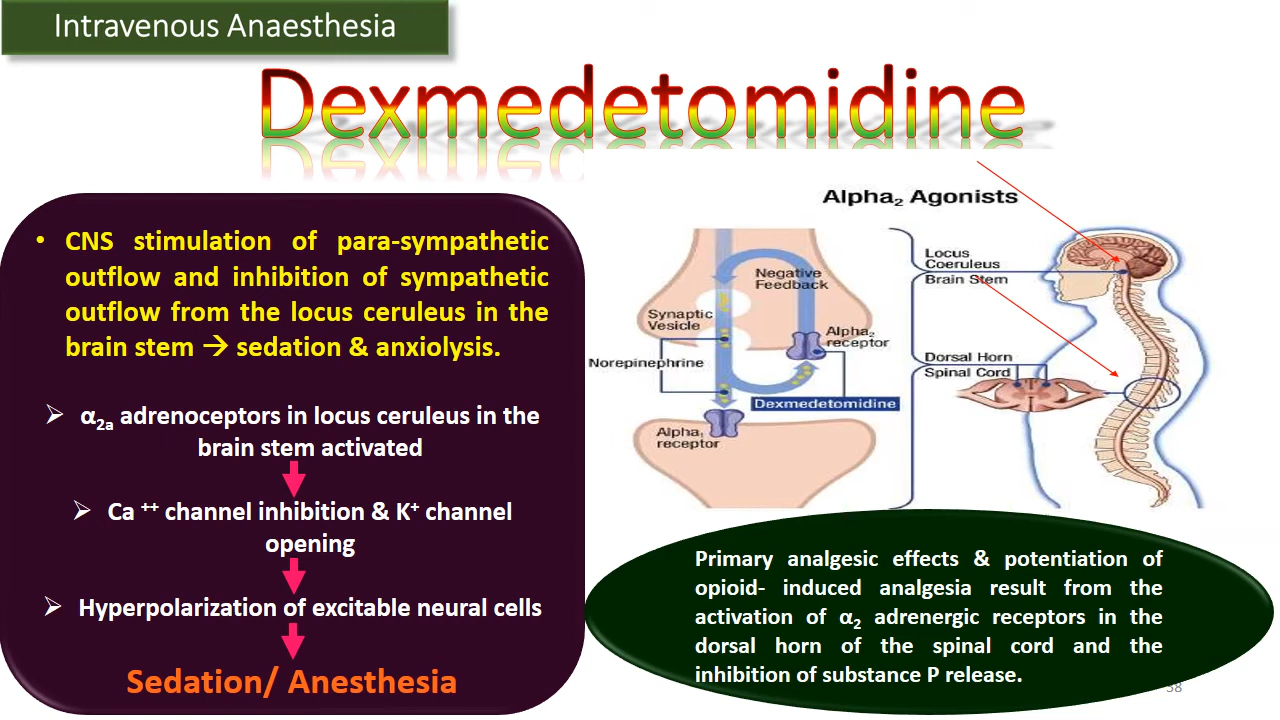 Intravenous Anaesthesia
Dexmedetomidine
• CNS stimulation of para-sympathetic
outflow and inhibition of sympathetic
outflow from the locus ceruleus in the
brain stem → sedation & anxiolysis.
➢ α2a adrenoceptors in locus ceruleus in the
brain stem activated
➢ Ca ++ channel inhibition & K+ channel
opening
➢ Hyperpolarization of excitable neural cells
Sedation/ Anesthesia
Alpha2 Agonists
Negative
Feedback
Synaptic
Vesicle
Alpha2
receptor
Norepinephrine
Dexmedetomidine
Alpha1
receptor
Locus
Coeruleus
Brain Stem
Dorsal Horn
Spinal Cord
Primary analgesic effects & potentiation of
opioid- induced analgesia result from the
activation of α2 adrenergic receptors in the
dorsal horn of the spinal cord and the
inhibition of substance P release.
58